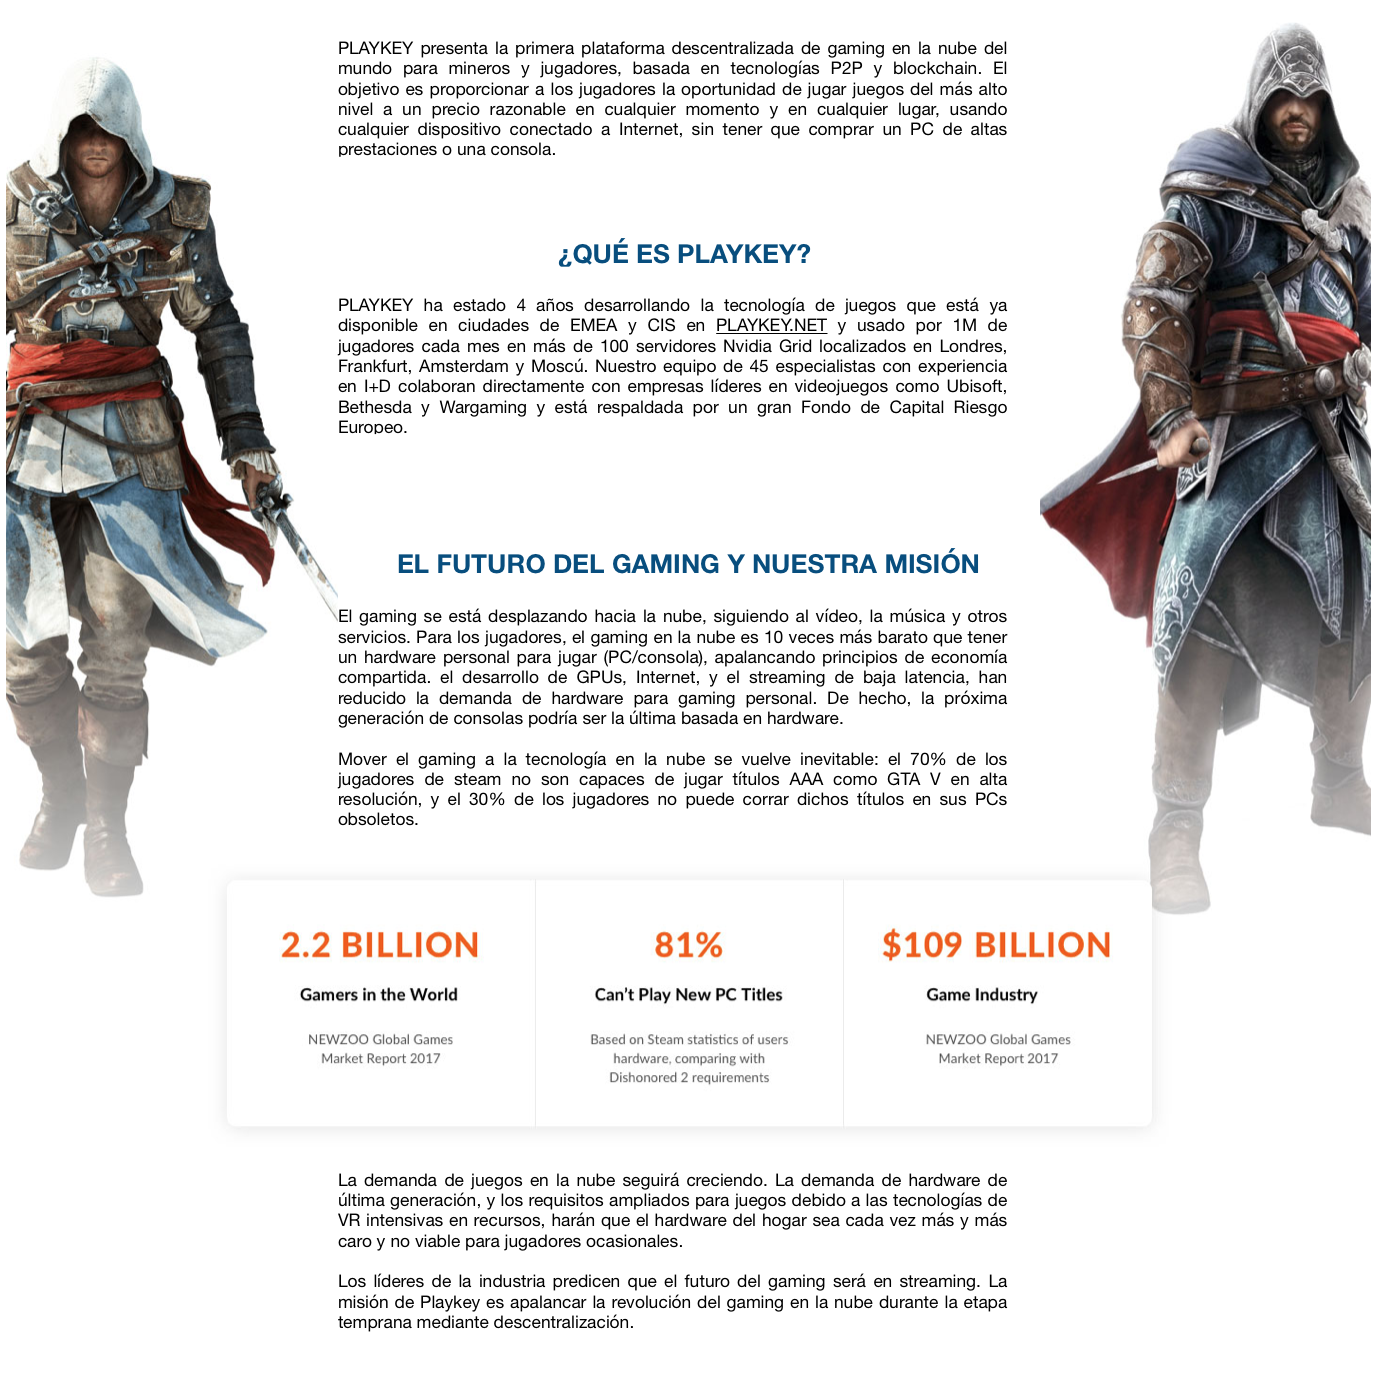 PLAYKEY presenta la primera plataforma descentralizada de gaming en la nube del
mundo para mineros y jugadores, basada en tecnologías P2P y blockchain. El
objetivo es proporcionar a los jugadores la oportunidad de jugar juegos del más alto
nivel a un precio razonable en cualquier momento y en cualquier lugar, usando
cualquier dispositivo conectado a Internet, sin tener que comprar un PC de altas
prestaciones o una consola.
¿QUÉ ES PLAYKEY?
PLAYKEY ha estado 4 años desarrollando la tecnología de juegos que está ya
disponible en ciudades de EMEA y CIS en PLAYKEY.NET y usado por 1M de
jugadores cada mes en más de 100 servidores Nvidia Grid localizados en Londres,
Frankfurt, Amsterdam y Moscú. Nuestro equipo de 45 especialistas con experiencia
en I+D colaboran directamente con empresas líderes en videojuegos como Ubisoft,
Bethesda y Wargaming y está respaldada por un gran Fondo de Capital Riesgo
Europeo.
EL FUTURO DEL GAMING Y NUESTRA MISIÓN
El gaming se está desplazando hacia la nube, siguiendo al vídeo, la música y otros
servicios. Para los jugadores, el gaming en la nube es 10 veces más barato que tener
un hardware personal para jugar (PC/consola), apalancando principios de economía
compartida. el desarrollo de GPUs, Internet, y el streaming de baja latencia, han
reducido la demanda de hardware para gaming personal. De hecho, la próxima
generación de consolas podría ser la última basada en hardware.
Mover el gaming a la tecnología en la nube se vuelve inevitable: el 70% de los
jugadores de steam no son capaces de jugar títulos AAA como GTA V en alta
resolución, y el 30% de los jugadores no puede corrar dichos títulos en sus PCs
obsoletos.
2.2 BILLION
Gamers in the World
NEWZOO Global Games
Market Report 2017
81%
Can't Play New PC Titles
Based on Steam statistics of users
hardware, comparing with
Dishonored 2 requirements
$109 BILLION
Game Industry
NEWZOO Global Games
Market Report 2017
La demanda de juegos en la nube seguirá creciendo. La demanda de hardware de
última generación, y los requisitos ampliados para juegos debido a las tecnologías de
VR intensivas en recursos, harán que el hardware del hogar sea cada vez más y más
caro y no viable para jugadores ocasionales.
Los líderes de la industria predicen que el futuro del gaming será en streaming. La
misión de Playkey es apalancar la revolución del gaming en la nube durante la etapa
temprana mediante descentralización.